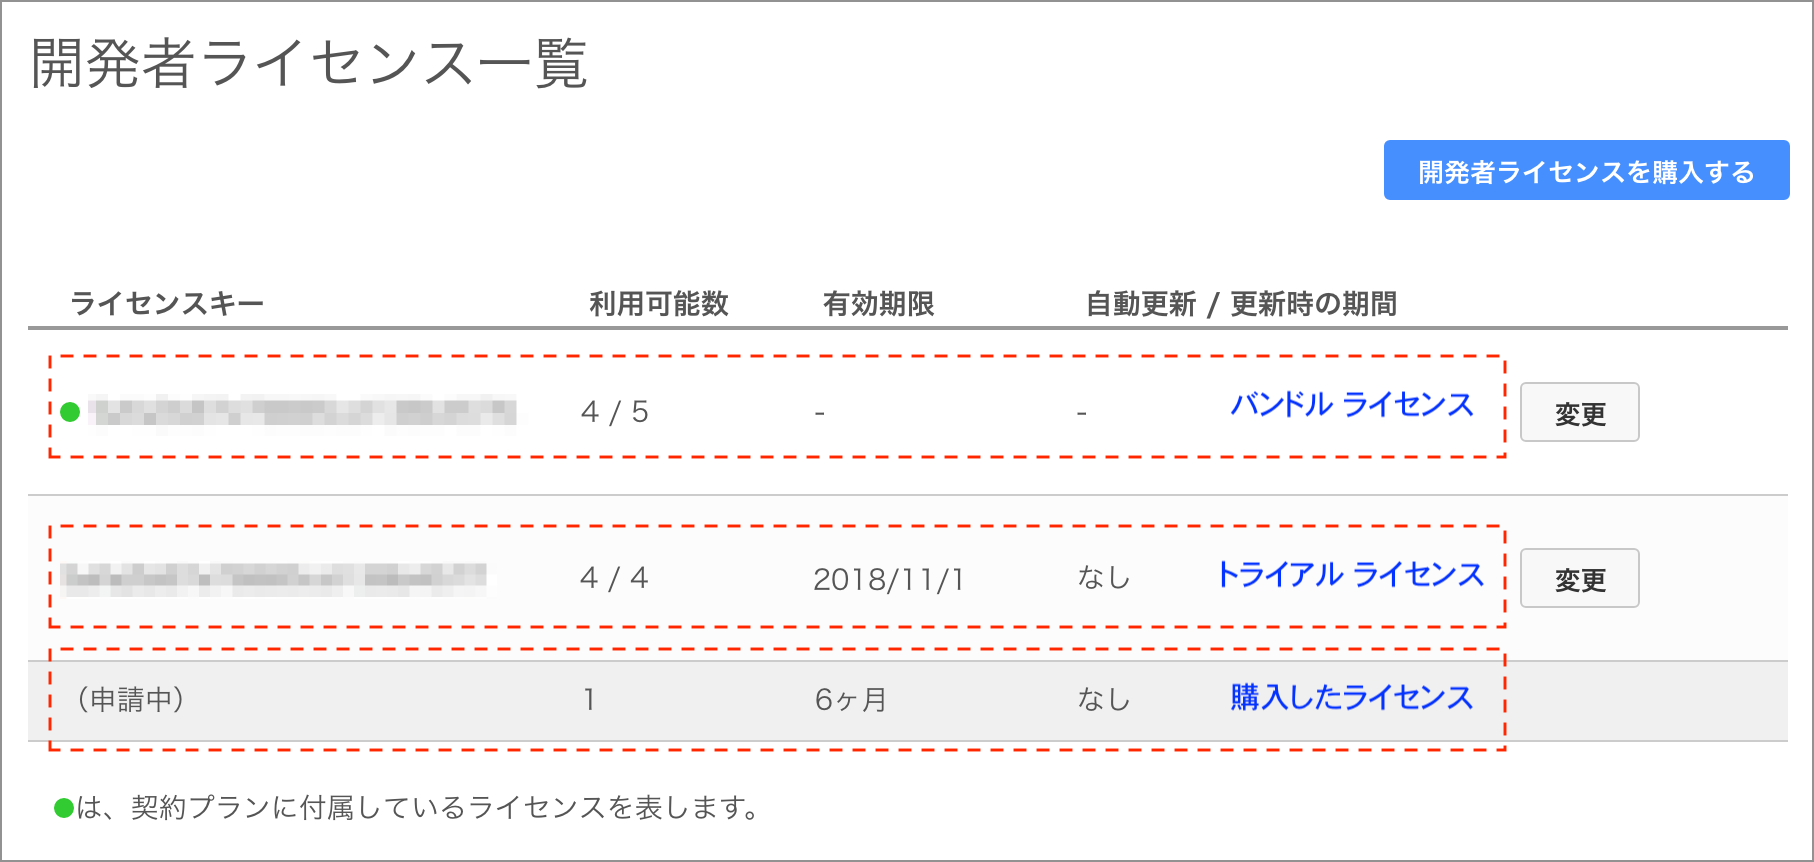 開発者ライセンス一覧
開発者ライセンスを購入する
ライセンスキー 利用可能数 有効期限 自動更新 / 更新時の期間
4 / 5 - - バンドル ライセンス 変更
4 / 4 2018/11/1 なし トライアル ライセンス 変更
（申請中） 1 6ヶ月 なし 購入したライセンス
は、契約プランに付属しているライセンスを表します。